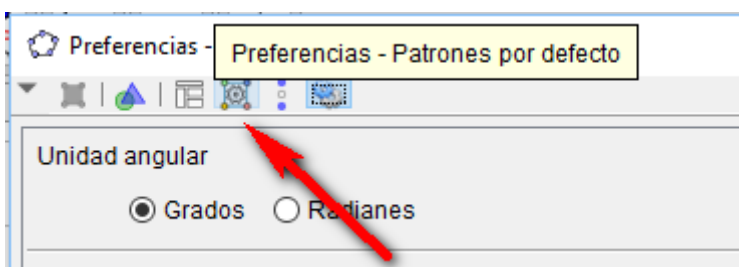 Preferencias -
Preferencias - Patrones por defecto
Unidad angular
Grados Radianes